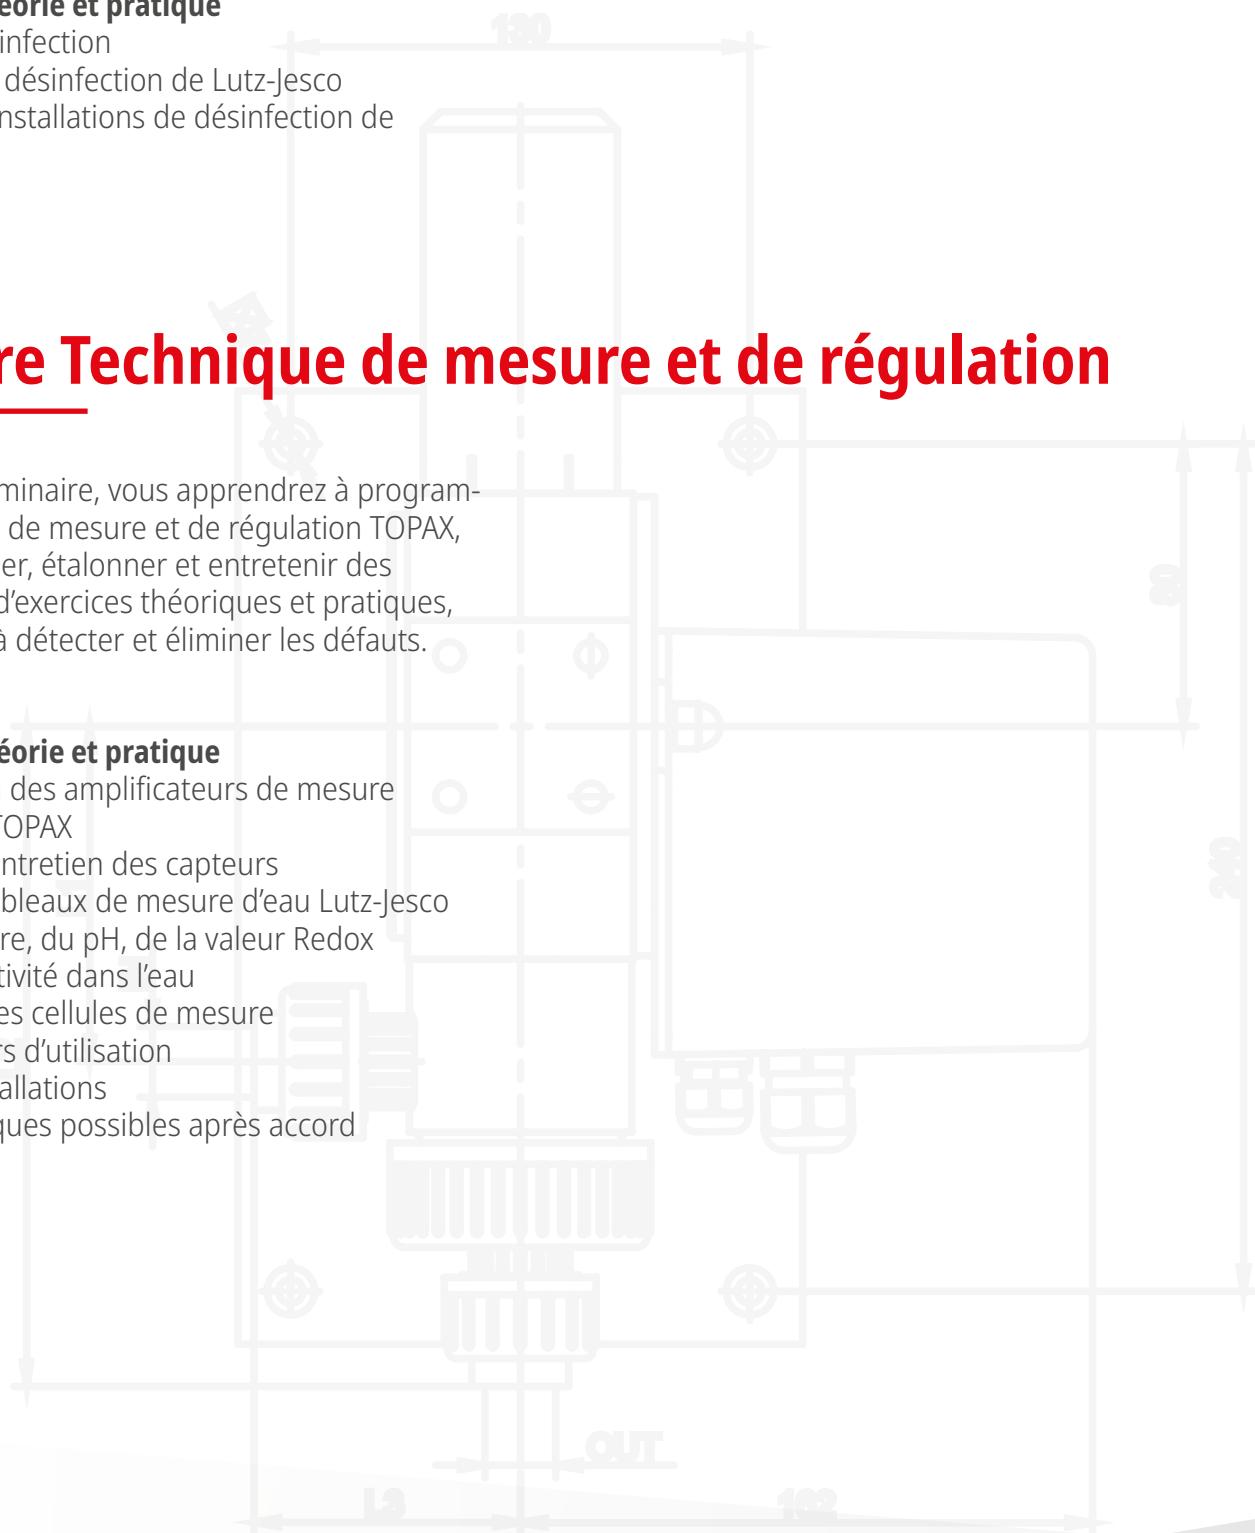 éorie et pratique
infection
désinfection de Lutz-Jesco
nstallations de désinfection de
130
re Technique de mesure et de régulation
minaire, vous apprendrez à program-
de mesure et de régulation TOPAX,
er, étalonner et entretenir des
d’exercices théoriques et pratiques,
à détecter et éliminer les défauts.
80
éorie et pratique
des amplificateurs de mesure
TOPAX
ntretien des capteurs
bleaux de mesure d’eau Lutz-Jesco
re, du pH, de la valeur Redox
tivité dans l’eau
es cellules de mesure
rs d’utilisation
allations
ques possibles après accord
240
OUT
L3
162